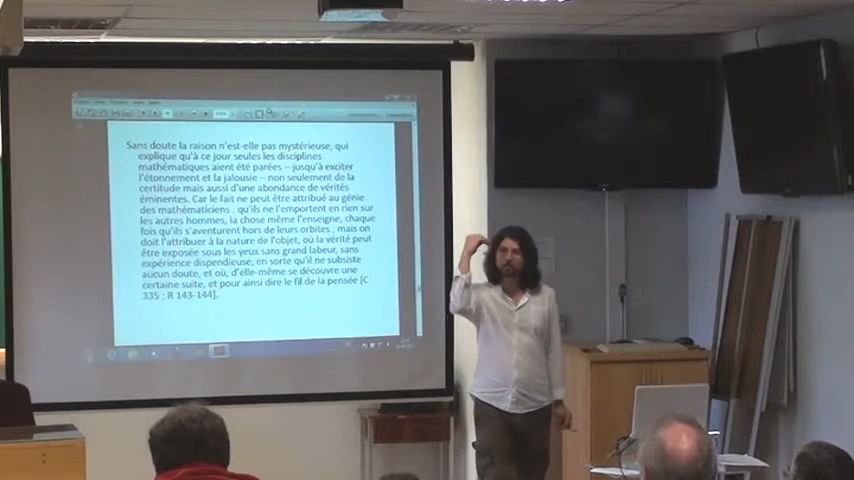 Sans doute la raison n'est-elle pas mystérieuse, qui
explique qu'à ce jour seules les disciplines
mathématiques aient été parées – jusqu'à exciter
l'étonnement et la jalousie – non seulement de la
certitude mais aussi d'une abondance de vérités
éminentes. Car le fait ne peut être attribué au génie
des mathématiciens : qu'ils ne l'emportent en rien sur
les autres hommes, la chose même l'enseigne, chaque
fois qu'ils s'aventurent hors de leurs orbites ; mais on
doit l'attribuer à la nature de l'objet, où la vérité peut
être exposée sous les yeux sans grand labeur, sans
expérience dispendieuse, en sorte qu'il ne subsiste
aucun doute, et où, d'elle-même se découvre une
certaine suite, et pour ainsi dire le fil de la pensée [C
335 ; R 143-144].